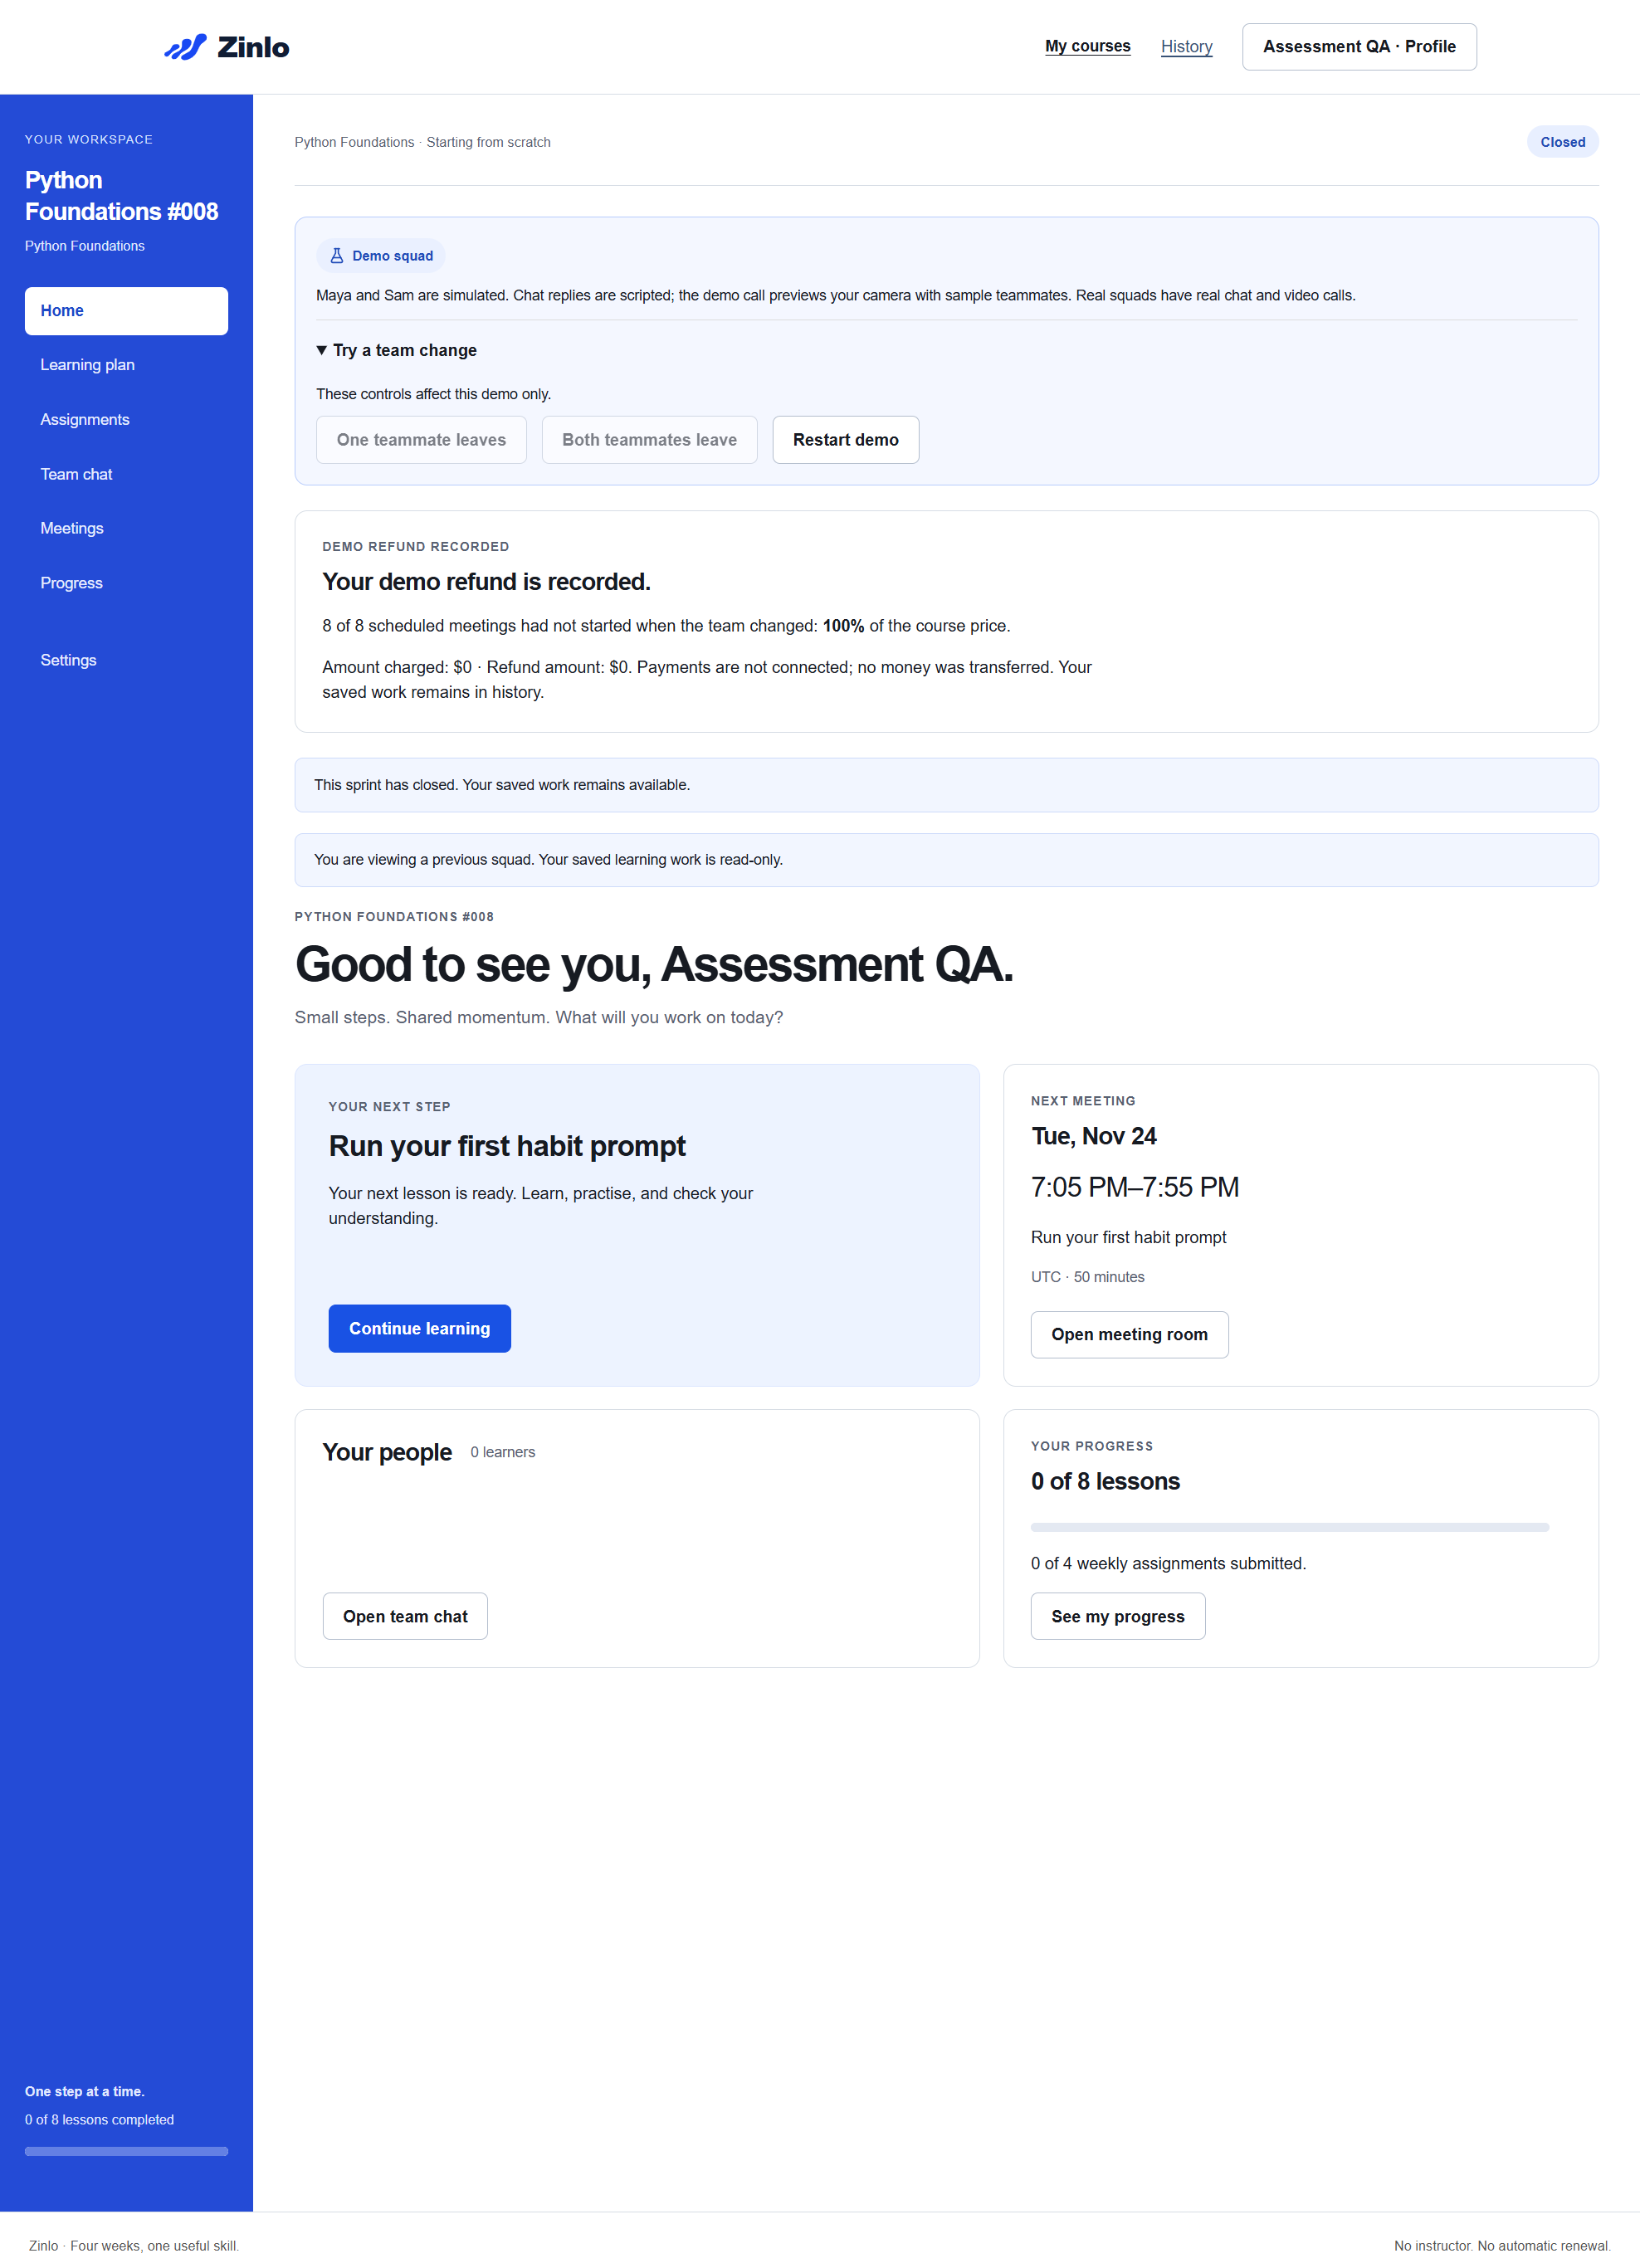 Zinlo
My courses
History
Assessment QA · Profile
YOUR WORKSPACE
Python
Foundations #008
Python Foundations
Home
Learning plan
Assignments
Team chat
Meetings
Progress
Settings
One step at a time.
0 of 8 lessons completed
Python Foundations · Starting from scratch
Closed
Demo squad
Maya and Sam are simulated. Chat replies are scripted; the demo call previews your camera with sample teammates. Real squads have real chat and video calls.
Try a team change
These controls affect this demo only.
One teammate leaves
Both teammates leave
Restart demo
DEMO REFUND RECORDED
Your demo refund is recorded.
8 of 8 scheduled meetings had not started when the team changed: 100% of the course price.
Amount charged: $0 · Refund amount: $0. Payments are not connected; no money was transferred. Your
saved work remains in history.
This sprint has closed. Your saved work remains available.
You are viewing a previous squad. Your saved learning work is read-only.
PYTHON FOUNDATIONS #008
Good to see you, Assessment QA.
Small steps. Shared momentum. What will you work on today?
YOUR NEXT STEP
Run your first habit prompt
Your next lesson is ready. Learn, practise, and check your
understanding.
Continue learning
NEXT MEETING
Tue, Nov 24
7:05 PM–7:55 PM
Run your first habit prompt
UTC · 50 minutes
Open meeting room
Your people
0 learners
Open team chat
YOUR PROGRESS
0 of 8 lessons
0 of 4 weekly assignments submitted.
See my progress
Zinlo · Four weeks, one useful skill.
No instructor. No automatic renewal.